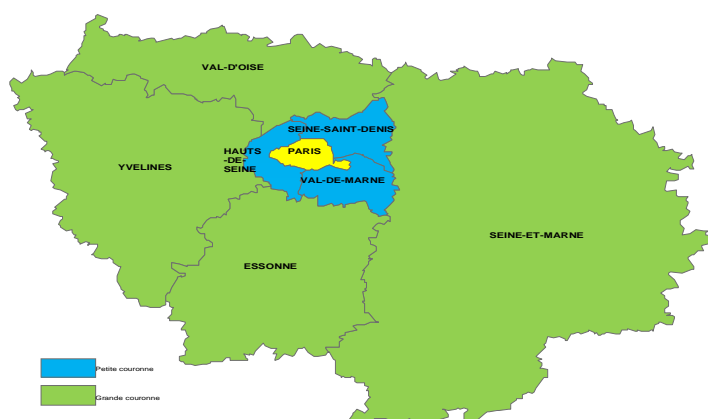 VAL-D'OISE
SEINE-SAINT-DENIS
HAUTS
-DE-
SEINE
PARIS
YVELINES
VAL-DE-MARNE
SEINE-ET-MARNE
ESSONNE
Petite couronne
Grande couronne